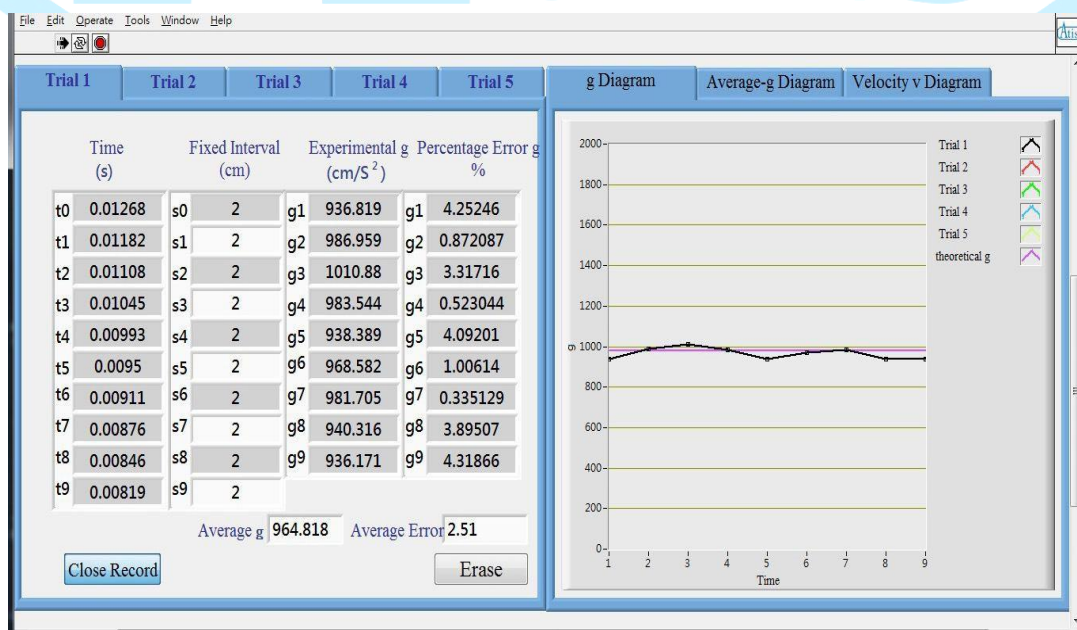 File Edit Operate Tools Window Help
Trial 1 Trial 2 Trial 3 Trial 4 Trial 5
g Diagram Average-g Diagram Velocity v Diagram
Time Fixed Interval Experimental g Percentage Error g
(s) (cm) (cm/S²) %
t0 0.01268 s0 2 g1 936.819 g1 4.25246
t1 0.01182 s1 2 g2 986.959 g2 0.872087
t2 0.01108 s2 2 g3 1010.88 g3 3.31716
t3 0.01045 s3 2 g4 983.544 g4 0.523044
t4 0.00993 s4 2 g5 938.389 g5 4.09201
t5 0.0095 s5 2 g6 968.582 g6 1.00614
t6 0.00911 s6 2 g7 981.705 g7 0.335129
t7 0.00876 s7 2 g8 940.316 g8 3.89507
t8 0.00846 s8 2 g9 936.171 g9 4.31866
t9 0.00819 s9 2
Average g 964.818 Average Error 2.51
Close Record Erase
2000
1800
1600
1400
1200
1000
800
600
400
200
0
g
1 2 3 4 5 6 7 8 9
Time
Trial 1
Trial 2
Trial 3
Trial 4
Trial 5
theoretical g